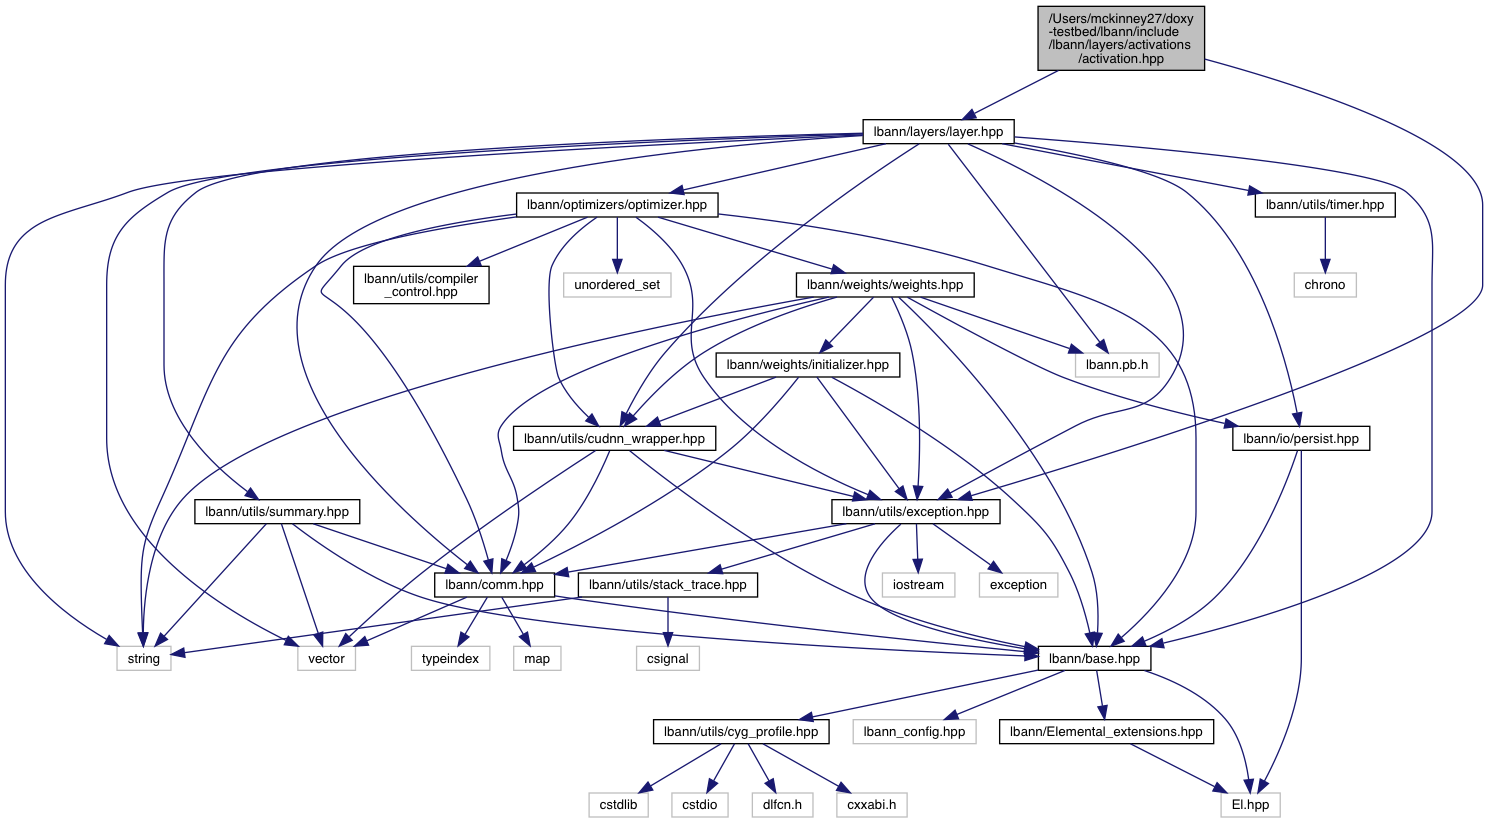 /Users/mckinney27/doxy
-testbed/lbann/include
/lbann/layers/activations
/activation.hpp
lbann/layers/layer.hpp
lbann/optimizers/optimizer.hpp
lbann/utils/timer.hpp
lbann/utils/compiler
_control.hpp
unordered_set
lbann/weights/weights.hpp
chrono
lbann/weights/initializer.hpp
lbann.pb.h
lbann/utils/cudnn_wrapper.hpp
lbann/io/persist.hpp
lbann/utils/summary.hpp
lbann/utils/exception.hpp
lbann/comm.hpp
lbann/utils/stack_trace.hpp
iostream
exception
string
vector
typeindex
map
csignal
lbann/base.hpp
lbann/utils/cyg_profile.hpp
lbann_config.hpp
lbann/Elemental_extensions.hpp
cstdlib
cstdio
dlfcn.h
cxxabi.h
El.hpp